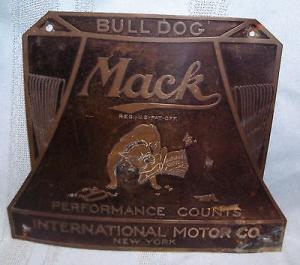 BULL DOG
Mack
REG.-U.S.-PAT.-OFF.
PERFORMANCE COUNTS
INTERNATIONAL MOTOR CO.
NEW YORK